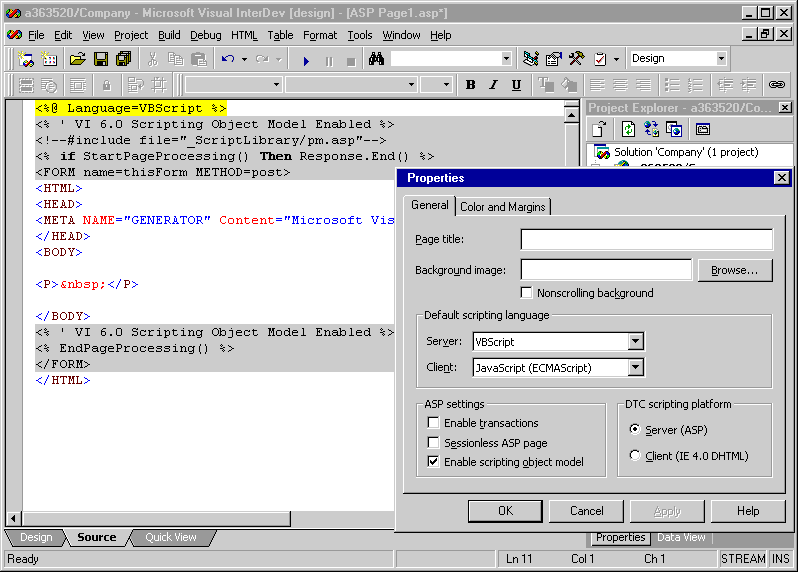 a363520/Company - Microsoft Visual InterDev [design] - [ASP Page1.asp*]
File Edit View Project Build Debug HTML Table Format Tools Window Help
Design
B I U
<%@ Language=VBScript %>
<% ' VI 6.0 Scripting Object Model Enabled %>
<!--#include file="_ScriptLibrary/pm.asp"-->
<% if StartPageProcessing() Then Response.End() %>
<FORM name=thisForm METHOD=post>
<HTML>
<HEAD>
<META NAME="GENERATOR" Content="Microsoft Vis
</HEAD>
<BODY>
<P>&nbsp;</P>
</BODY>
<% ' VI 6.0 Scripting Object Model Enabled %>
<% EndPageProcessing() %>
</FORM>
</HTML>
Project Explorer - a363520/Co...
Solution 'Company' (1 project)
Properties
General Color and Margins
Page title:
Background image: Browse...
Nonscrolling background
Default scripting language
Server: VBScript
Client: JavaScript (ECMAScript)
ASP settings
Enable transactions
Sessionless ASP page
Enable scripting object model
DTC scripting platform
Server (ASP)
Client (IE 4.0 DHTML)
OK Cancel Apply Help
Design Source Quick View
Properties Data View
Ready Ln 11 Col 1 Ch 1 STREAM INS